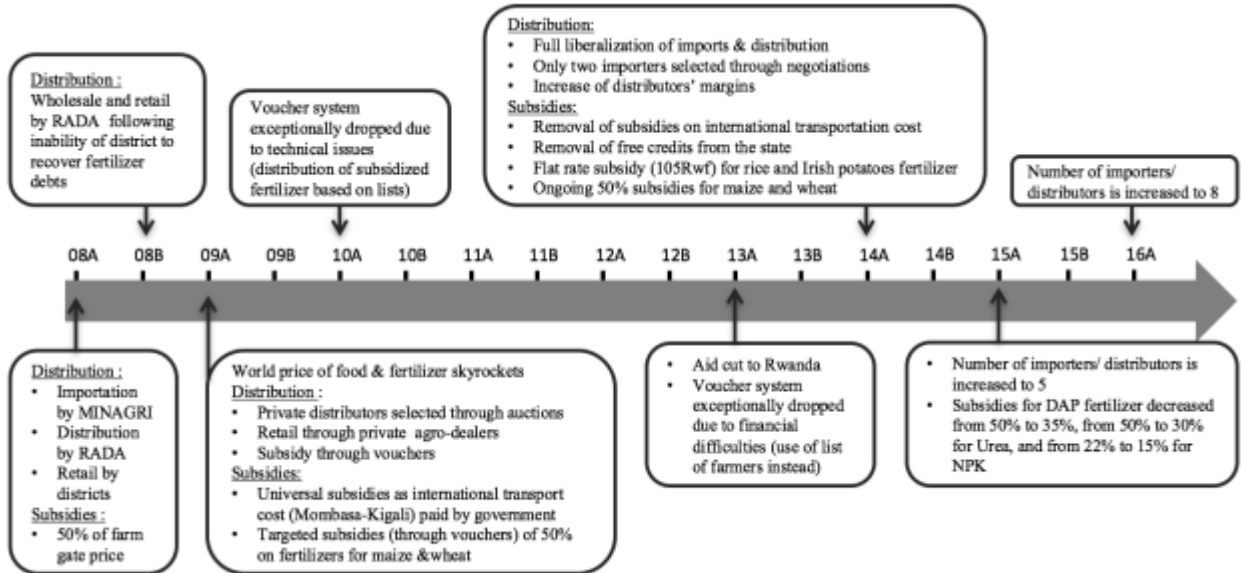 Distribution :
Wholesale and retail
by RADA following
inability of district to
recover fertilizer
debts
Voucher system
exceptionally dropped due
to technical issues
(distribution of subsidized
fertilizer based on lists)
Distribution:
• Full liberalization of imports & distribution
• Only two importers selected through negotiations
• Increase of distributors' margins
Subsidies:
• Removal of subsidies on international transportation cost
• Removal of free credits from the state
• Flat rate subsidy (105Rwf) for rice and Irish potatoes fertilizer
• Ongoing 50% subsidies for maize and wheat
Number of importers/
distributors is increased to 8
08A 08B 09A 09B 10A 10B 11A 11B 12A 12B 13A 13B 14A 14B 15A 15B 16A
Distribution :
• Importation
by MINAGRI
• Distribution
by RADA
• Retail by
districts
Subsidies :
• 50% of farm
gate price
World price of food & fertilizer skyrockets
Distribution :
• Private distributors selected through auctions
• Retail through private agro-dealers
• Subsidy through vouchers
Subsidies:
• Universal subsidies as international transport
cost (Mombasa-Kigali) paid by government
• Targeted subsidies (through vouchers) of 50%
on fertilizers for maize &wheat
• Aid cut to Rwanda
• Voucher system
exceptionally dropped
due to financial
difficulties (use of list
of farmers instead)
• Number of importers/ distributors is
increased to 5
• Subsidies for DAP fertilizer decreased
from 50% to 35%, from 50% to 30%
for Urea, and from 22% to 15% for
NPK